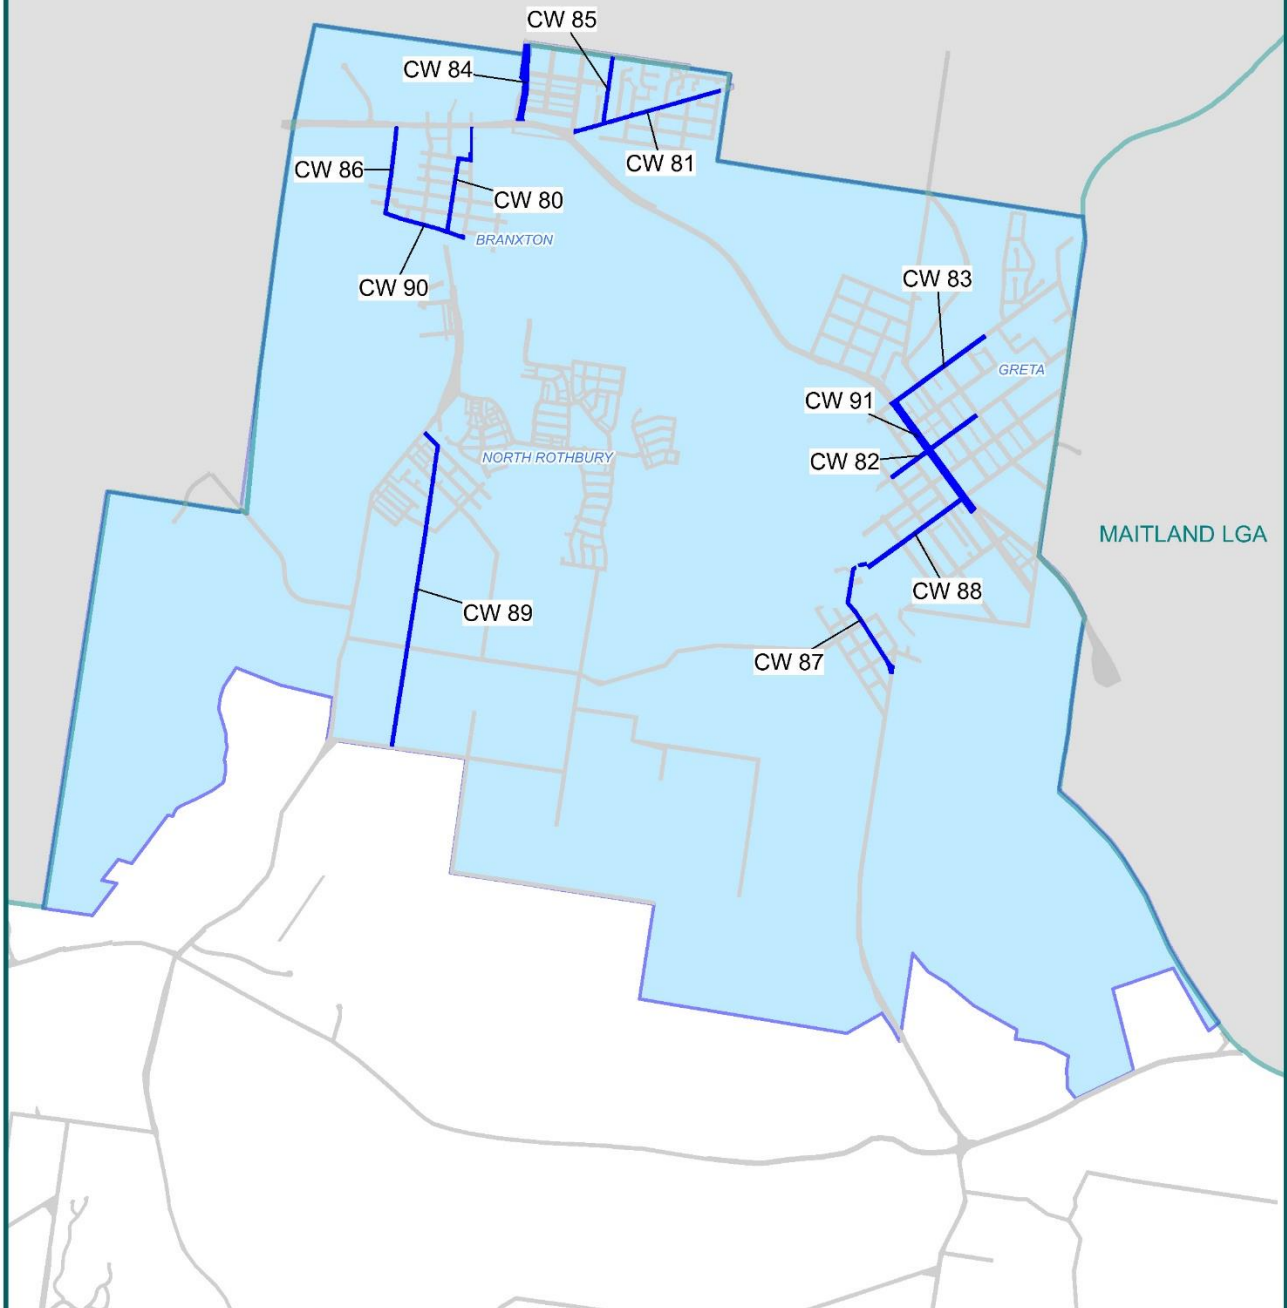 CW 85
CW 84
CW 81
CW 86
CW 80
BRANXTON
CW 90
CW 83
GRETA
CW 91
CW 82
NORTH ROTHBURY
MAITLAND LGA
CW 88
CW 89
CW 87